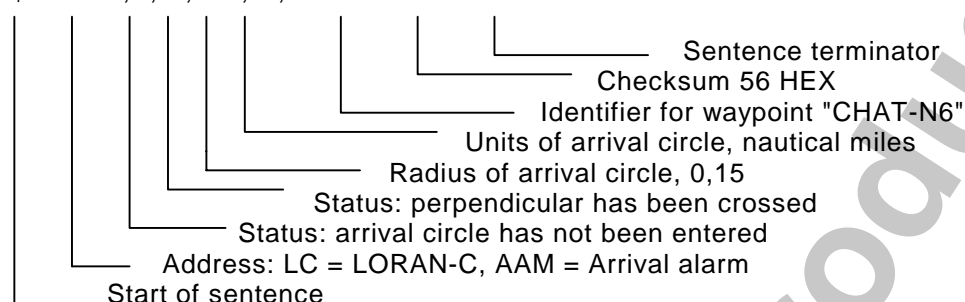 Sentence terminator
Checksum 56 HEX
Identifier for waypoint "CHAT-N6"
Units of arrival circle, nautical miles
Radius of arrival circle, 0,15
Status: perpendicular has been crossed
Status: arrival circle has not been entered
Address: LC = LORAN-C, AAM = Arrival alarm
Start of sentence